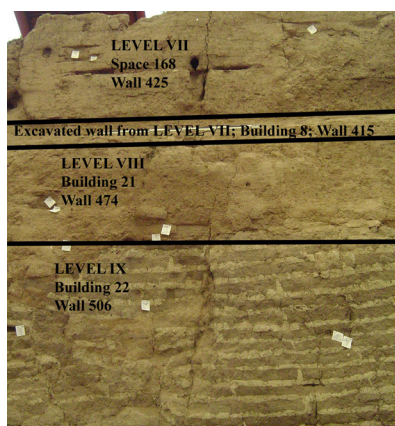 LEVEL VII
Space 168
Wall 425
Excavated wall from LEVEL VII; Building 8; Wall 415
LEVEL VIII
Building 21
Wall 474
LEVEL IX
Building 22
Wall 506